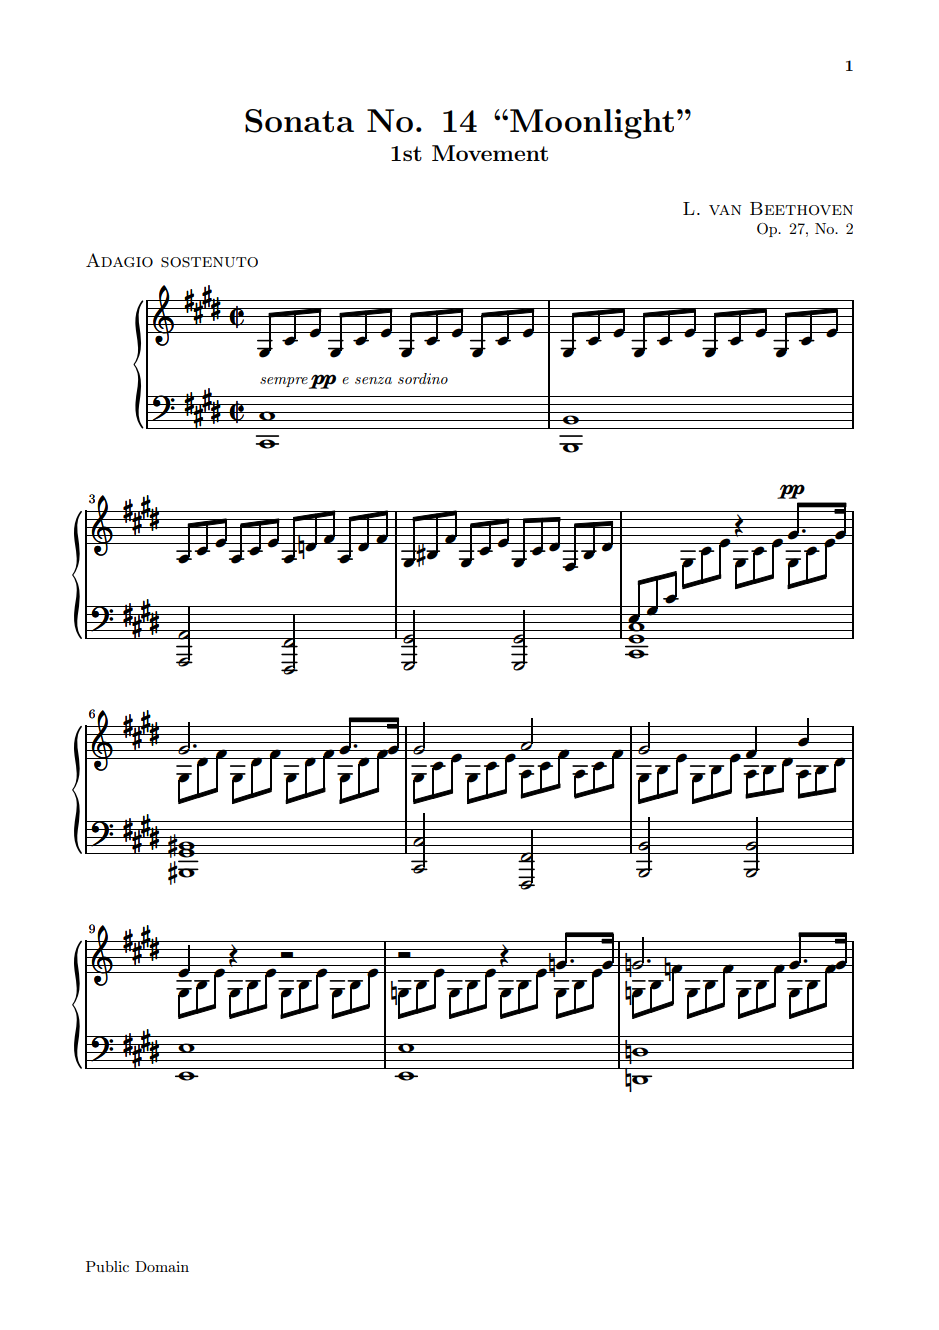 1
Sonata No. 14 “Moonlight”
1st Movement
L. van Beethoven
Op. 27, No. 2
Adagio sostenuto
sempre pp e senza sordino
3
pp
6
9
Public Domain